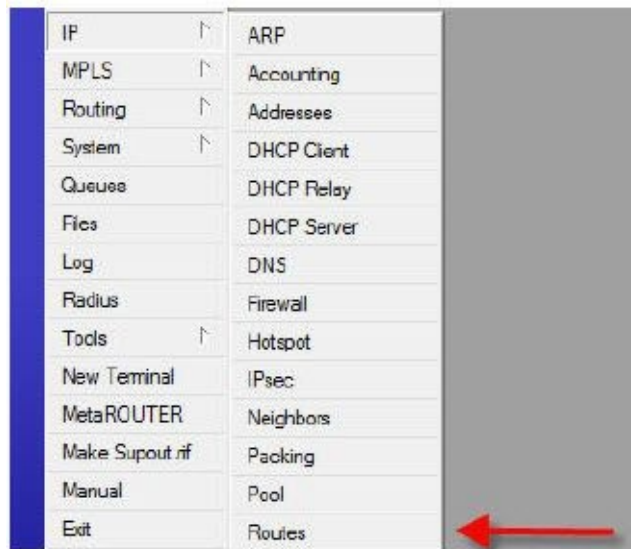 IP
MPLS
Routing
System
Queues
Files
Log
Radius
Tools
New Terminal
MetaROUTER
Make Supout.rif
Manual
Exit
ARP
Accounting
Addresses
DHCP Client
DHCP Relay
DHCP Server
DNS
Firewall
Hotspot
IPsec
Neighbors
Packing
Pool
Routes